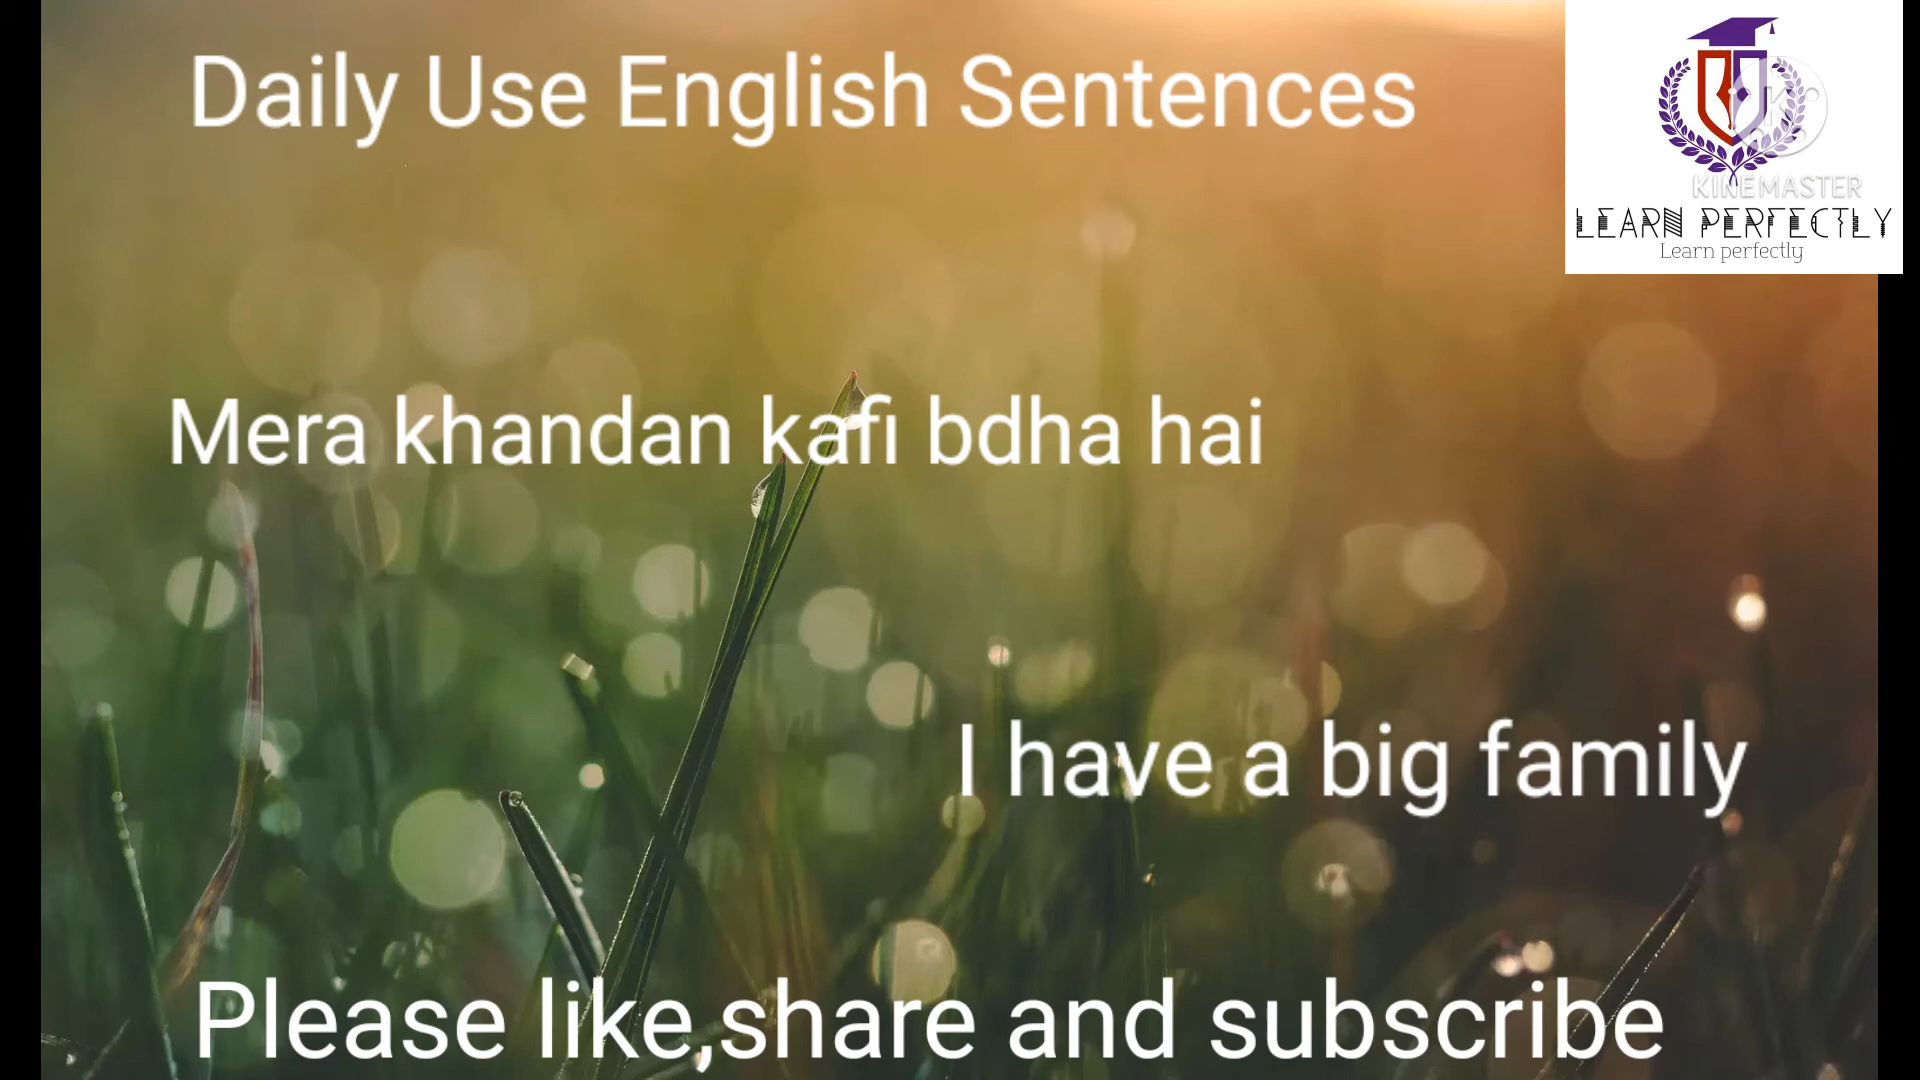 Daily Use English Sentences
KINEMASTER
LEARN PERFECTLY
Learn perfectly
Mera khandan kafi bdha hai
I have a big family
Please like,share and subscribe